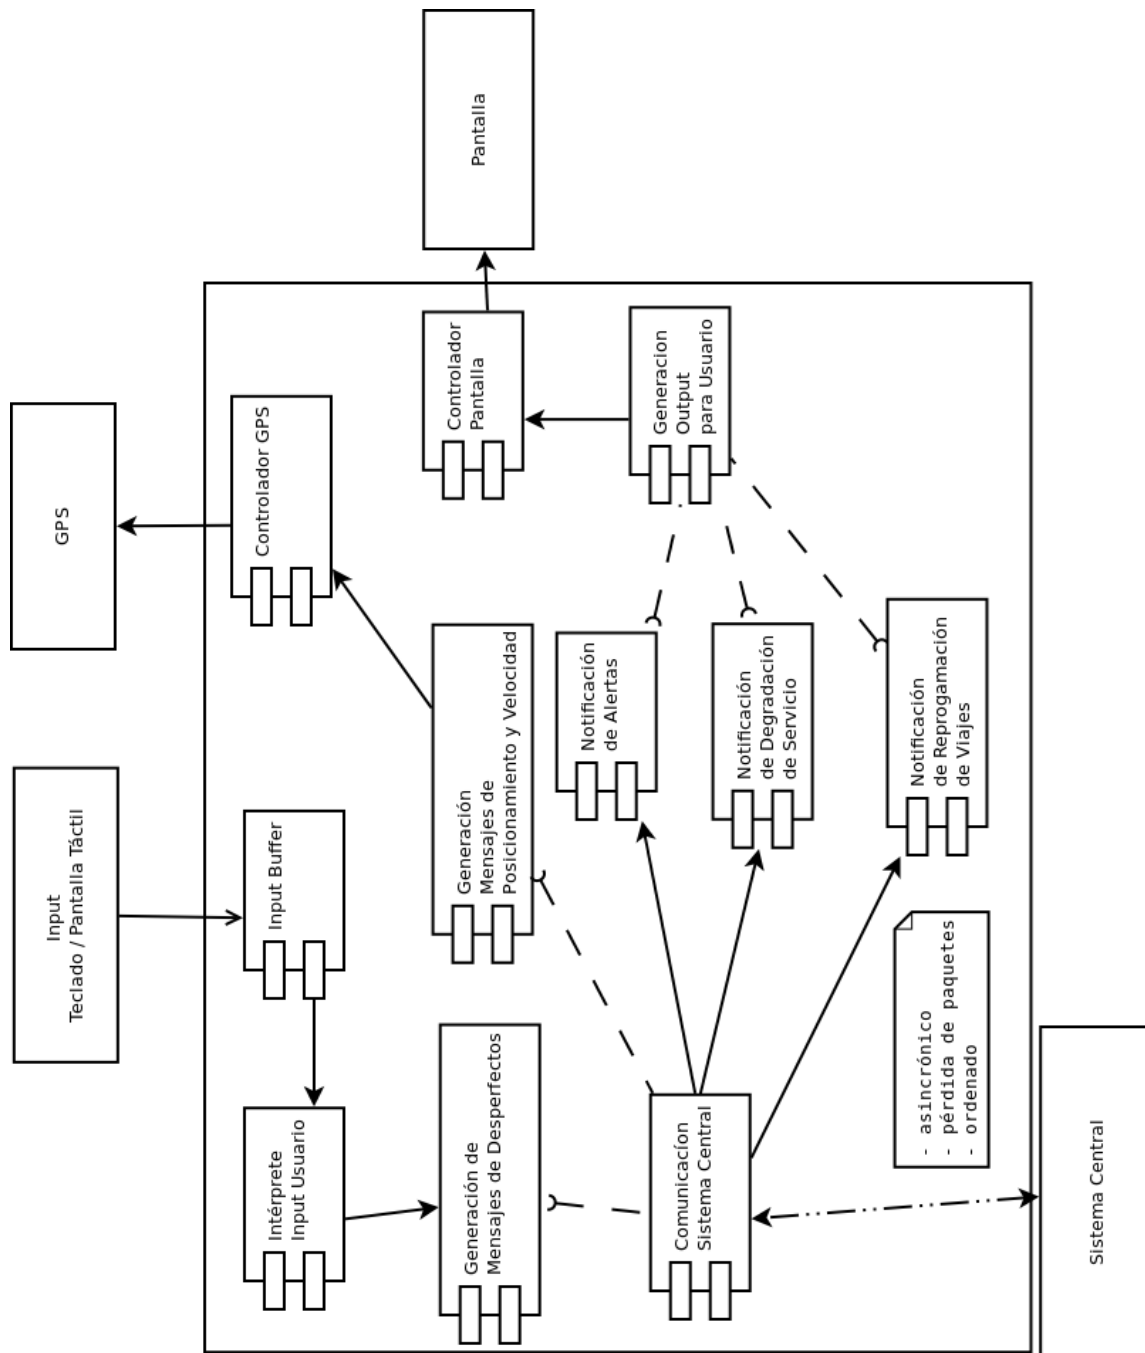 Pantalla
Controlador
Pantalla
Generacion
Output
para Usuario
GPS
Controlador GPS
Generación
Mensajes de
Posicionamiento y Velocidad
Notificación
de Alertas
Notificación
de Degradación
de Servicio
Notificación
de Reprogamación
de Viajes
Input
Teclado / Pantalla Táctil
Input Buffer
Intérprete
Input Usuario
Generación de
Mensajes de Desperfectos
Comunicacíon
Sistema Central
- asincrónico
- pérdida de paquetes
- ordenado
Sistema Central